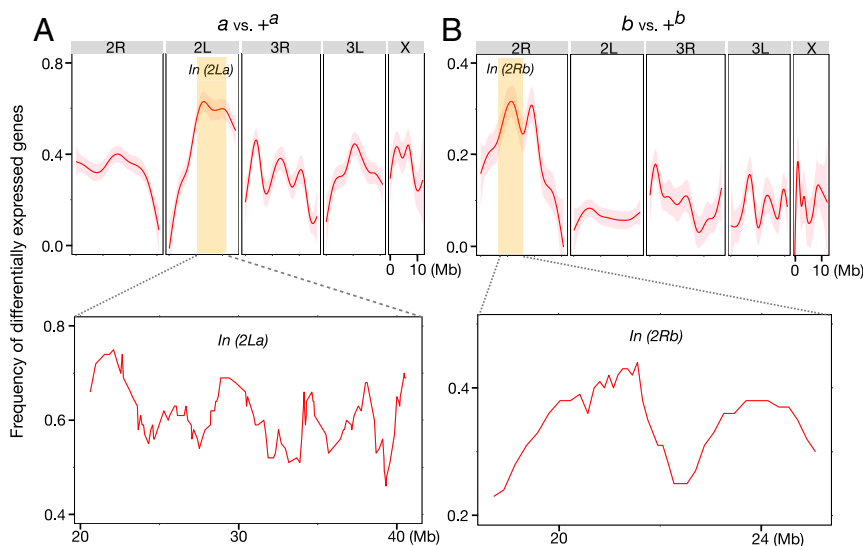 A
a vs. +a
B
b vs. +b
2R 2L 3R 3L X
2R 2L 3R 3L X
Frequency of differentially expressed genes
0.8
0.4
0.0
In (2La)
0 10 (Mb)
0.4
0.2
0.0
In (2Rb)
0 10 (Mb)
0.8
0.6
0.4
In (2La)
20 30 40 (Mb)
0.4
0.2
In (2Rb)
20 24 (Mb)